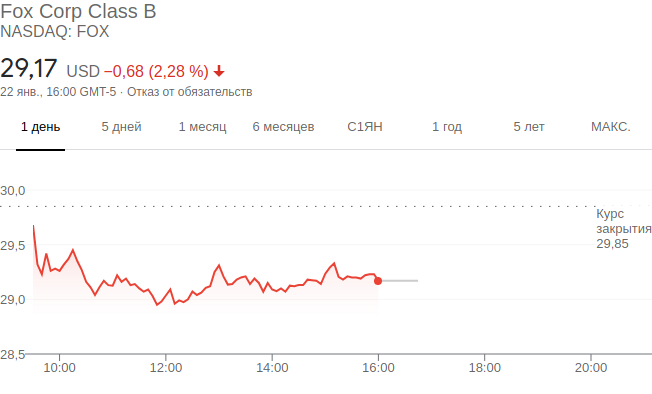 Fox Corp Class B
NASDAQ: FOX
29,17 USD −0,68 (2,28 %)
22 янв., 16:00 GMT-5 · Отказ от обязательств
1 день 5 дней 1 месяц 6 месяцев С1ЯН 1 год 5 лет МАКС.
30,0
Курс
закрытия
29,85
29,5
29,0
28,5
10:00 12:00 14:00 16:00 18:00 20:00